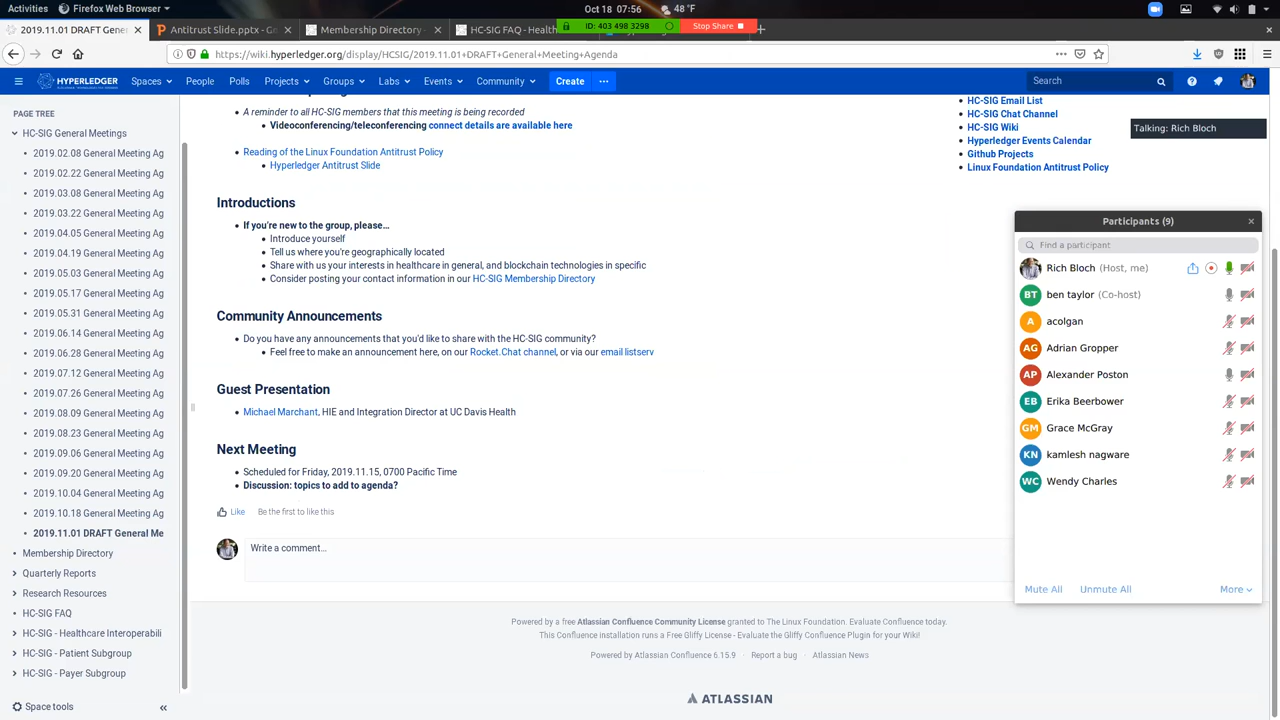 Activities
Firefox Web Browser
Oct 18 07:56
48 °F
2019.11.01 DRAFT Gener
Antitrust Slide.pptx - Go
Membership Directory -
HC-SIG FAQ - Health
ID: 403 498 3298
Stop Share
https://wiki.hyperledger.org/display/HCSIG/2019.11.01+DRAFT+General+Meeting+Agenda
HYPERLEDGER
Spaces
People
Polls
Projects
Groups
Labs
Events
Community
Create
Search
PAGE TREE
HC-SIG General Meetings
2019.02.08 General Meeting Ag
2019.02.22 General Meeting Ag
2019.03.08 General Meeting Ag
2019.03.22 General Meeting Ag
2019.04.05 General Meeting Ag
2019.04.19 General Meeting Ag
2019.05.03 General Meeting Ag
2019.05.17 General Meeting Ag
2019.05.31 General Meeting Ag
2019.06.14 General Meeting Ag
2019.06.28 General Meeting Ag
2019.07.12 General Meeting Ag
2019.07.26 General Meeting Ag
2019.08.09 General Meeting Ag
2019.08.23 General Meeting Ag
2019.09.06 General Meeting Ag
2019.09.20 General Meeting Ag
2019.10.04 General Meeting Ag
2019.10.18 General Meeting Ag
2019.11.01 DRAFT General Me
Membership Directory
Quarterly Reports
Research Resources
HC-SIG FAQ
HC-SIG - Healthcare Interoperabili
HC-SIG - Patient Subgroup
HC-SIG - Payer Subgroup
Space tools
A reminder to all HC-SIG members that this meeting is being recorded
Videoconferencing/teleconferencing connect details are available here
Reading of the Linux Foundation Antitrust Policy
Hyperledger Antitrust Slide
Introductions
If you're new to the group, please…
Introduce yourself
Tell us where you're geographically located
Share with us your interests in healthcare in general, and blockchain technologies in specific
Consider posting your contact information in our HC-SIG Membership Directory
Community Announcements
Do you have any announcements that you'd like to share with the HC-SIG community?
Feel free to make an announcement here, on our Rocket.Chat channel, or via our email listserv
Guest Presentation
Michael Marchant, HIE and Integration Director at UC Davis Health
Next Meeting
Scheduled for Friday, 2019.11.15, 0700 Pacific Time
Discussion: topics to add to agenda?
Like
Be the first to like this
Write a comment…
HC-SIG Email List
HC-SIG Chat Channel
HC-SIG Wiki
Hyperledger Events Calendar
Github Projects
Linux Foundation Antitrust Policy
Talking: Rich Bloch
Participants (9)
Find a participant
Rich Bloch (Host, me)
BT ben taylor (Co-host)
A acolgan
AG Adrian Gropper
AP Alexander Poston
EB Erika Beerbower
GM Grace McGray
KN kamlesh nagware
WC Wendy Charles
Mute All
Unmute All
More
Powered by a free Atlassian Confluence Community License granted to The Linux Foundation. Evaluate Confluence today.
This Confluence installation runs a Free Gliffy License - Evaluate the Gliffy Confluence Plugin for your Wiki!
Powered by Atlassian Confluence 6.15.9 · Report a bug · Atlassian News
ATLASSIAN